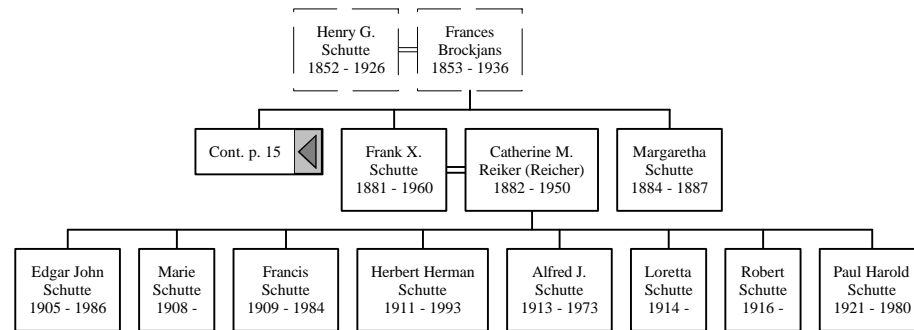 Henry G.
Schutte
1852 - 1926
Frances
Brockjans
1853 - 1936
Cont. p. 15
Frank X.
Schutte
1881 - 1960
Catherine M.
Reiker (Reicher)
1882 - 1950
Margaretha
Schutte
1884 - 1887
Edgar John
Schutte
1905 - 1986
Marie
Schutte
1908 -
Francis
Schutte
1909 - 1984
Herbert Herman
Schutte
1911 - 1993
Alfred J.
Schutte
1913 - 1973
Loretta
Schutte
1914 -
Robert
Schutte
1916 -
Paul Harold
Schutte
1921 - 1980